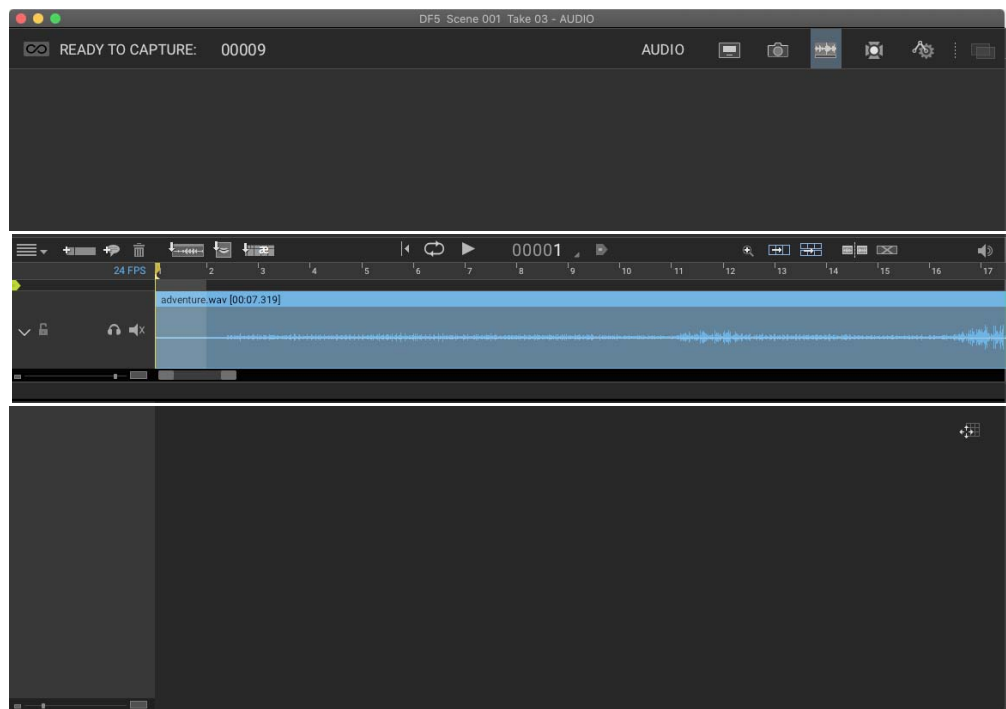 DF5 Scene 001 Take 03 - AUDIO
READY TO CAPTURE: 00009 AUDIO
æ 00001
24 FPS 1 2 3 4 5 6 7 8 9 10 11 12 13 14 15 16 17
adventure.wav [00:07.319]